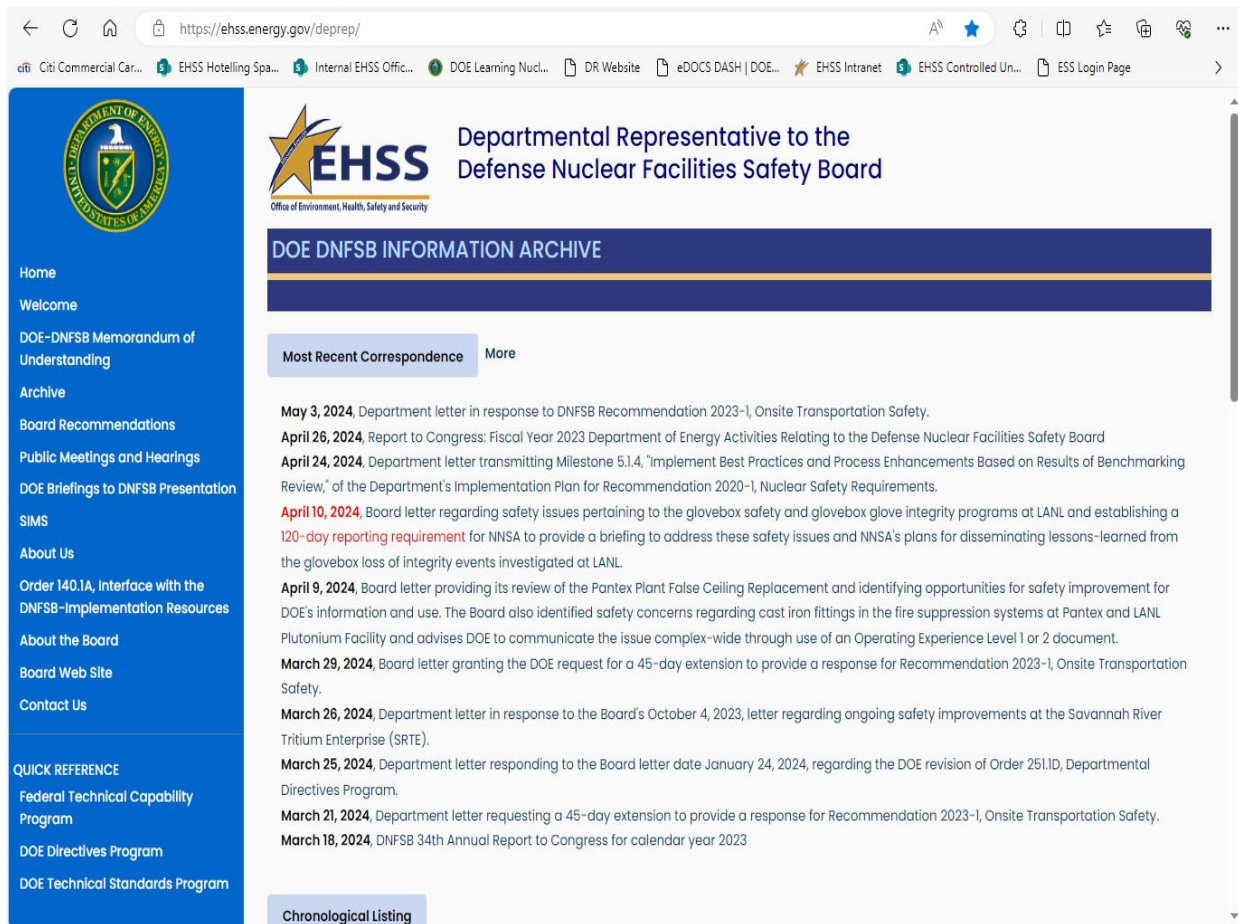 https://ehss.energy.gov/deprep/
citi Citi Commercial Car...
EHSS Hotelling Spa...
Internal EHSS Offic...
DOE Learning Nucl...
DR Website
eDOCS DASH | DOE...
EHSS Intranet
EHSS Controlled Un...
ESS Login Page
DEPARTMENT OF ENERGY
UNITED STATES OF AMERICA
Home
Welcome
DOE-DNFSB Memorandum of
Understanding
Archive
Board Recommendations
Public Meetings and Hearings
DOE Briefings to DNFSB Presentation
SIMS
About Us
Order 140.1A, Interface with the
DNFSB-Implementation Resources
About the Board
Board Web Site
Contact Us
QUICK REFERENCE
Federal Technical Capability
Program
DOE Directives Program
DOE Technical Standards Program
EHSS
Office of Environment, Health, Safety and Security
Departmental Representative to the
Defense Nuclear Facilities Safety Board
DOE DNFSB INFORMATION ARCHIVE
Most Recent Correspondence More
May 3, 2024, Department letter in response to DNFSB Recommendation 2023-1, Onsite Transportation Safety.
April 26, 2024, Report to Congress: Fiscal Year 2023 Department of Energy Activities Relating to the Defense Nuclear Facilities Safety Board
April 24, 2024, Department letter transmitting Milestone 5.1.4, "Implement Best Practices and Process Enhancements Based on Results of Benchmarking
Review," of the Department's Implementation Plan for Recommendation 2020-1, Nuclear Safety Requirements.
April 10, 2024, Board letter regarding safety issues pertaining to the glovebox safety and glovebox glove integrity programs at LANL and establishing a
120-day reporting requirement for NNSA to provide a briefing to address these safety issues and NNSA's plans for disseminating lessons-learned from
the glovebox loss of integrity events investigated at LANL.
April 9, 2024, Board letter providing its review of the Pantex Plant False Ceiling Replacement and identifying opportunities for safety improvement for
DOE's information and use. The Board also identified safety concerns regarding cast iron fittings in the fire suppression systems at Pantex and LANL
Plutonium Facility and advises DOE to communicate the issue complex-wide through use of an Operating Experience Level 1 or 2 document.
March 29, 2024, Board letter granting the DOE request for a 45-day extension to provide a response for Recommendation 2023-1, Onsite Transportation
Safety.
March 26, 2024, Department letter in response to the Board's October 4, 2023, letter regarding ongoing safety improvements at the Savannah River
Tritium Enterprise (SRTE).
March 25, 2024, Department letter responding to the Board letter date January 24, 2024, regarding the DOE revision of Order 251.1D, Departmental
Directives Program.
March 21, 2024, Department letter requesting a 45-day extension to provide a response for Recommendation 2023-1, Onsite Transportation Safety.
March 18, 2024, DNFSB 34th Annual Report to Congress for calendar year 2023
Chronological Listing